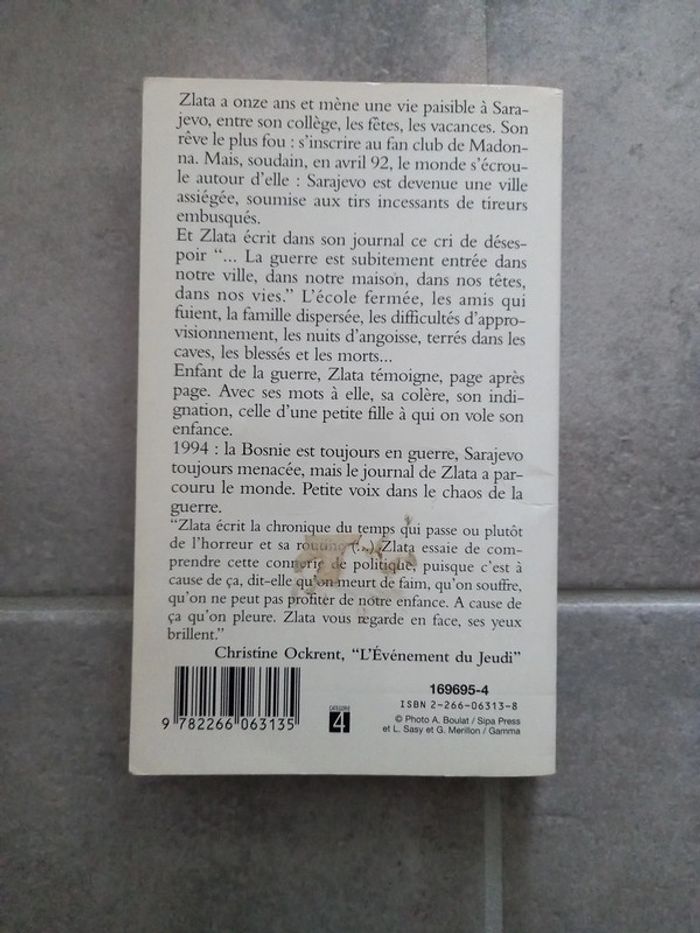 Zlata a onze ans et mène une vie paisible à Sara-
jevo, entre son collège, les fêtes, les vacances. Son
rêve le plus fou : s'inscrire au fan club de Madon-
na. Mais, soudain, en avril 92, le monde s'écrou-
le autour d'elle : Sarajevo est devenue une ville
assiégée, soumise aux tirs incessants de tireurs
embusqués.
Et Zlata écrit dans son journal ce cri de déses-
poir “... La guerre est subitement entrée dans
notre ville, dans notre maison, dans nos têtes,
dans nos vies.” L'école fermée, les amis qui
fuient, la famille dispersée, les difficultés d'appro-
visionnement, les nuits d'angoisse, terrés dans les
caves, les blessés et les morts...
Enfant de la guerre, Zlata témoigne, page après
page. Avec ses mots à elle, sa colère, son indi-
gnation, celle d'une petite fille à qui on vole son
enfance.
1994 : la Bosnie est toujours en guerre, Sarajevo
toujours menacée, mais le journal de Zlata a par-
couru le monde. Petite voix dans le chaos de la
guerre.
“Zlata écrit la chronique du temps qui passe ou plutôt
de l'horreur et sa routine (...) Zlata essaie de com-
prendre cette connerie de politique, puisque c'est à
cause de ça, dit-elle qu'on meurt de faim, qu'on souffre,
qu'on ne peut pas profiter de notre enfance. A cause de
ça qu'on pleure. Zlata vous regarde en face, ses yeux
brillent.”
Christine Ockrent, “L'Événement du Jeudi”
169695-4
ISBN 2-266-06313-8
9 782266 063135
CATÉGORIE
4
© Photo A. Boulat / Sipa Press
et L. Sasy et G. Merillon / Gamma